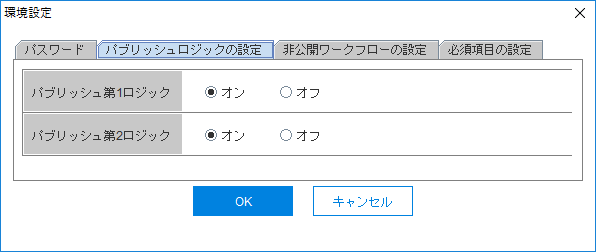 環境設定
パスワード パブリッシュロジックの設定 非公開ワークフローの設定 必須項目の設定
パブリッシュ第1ロジック オン オフ
パブリッシュ第2ロジック オン オフ
OK キャンセル